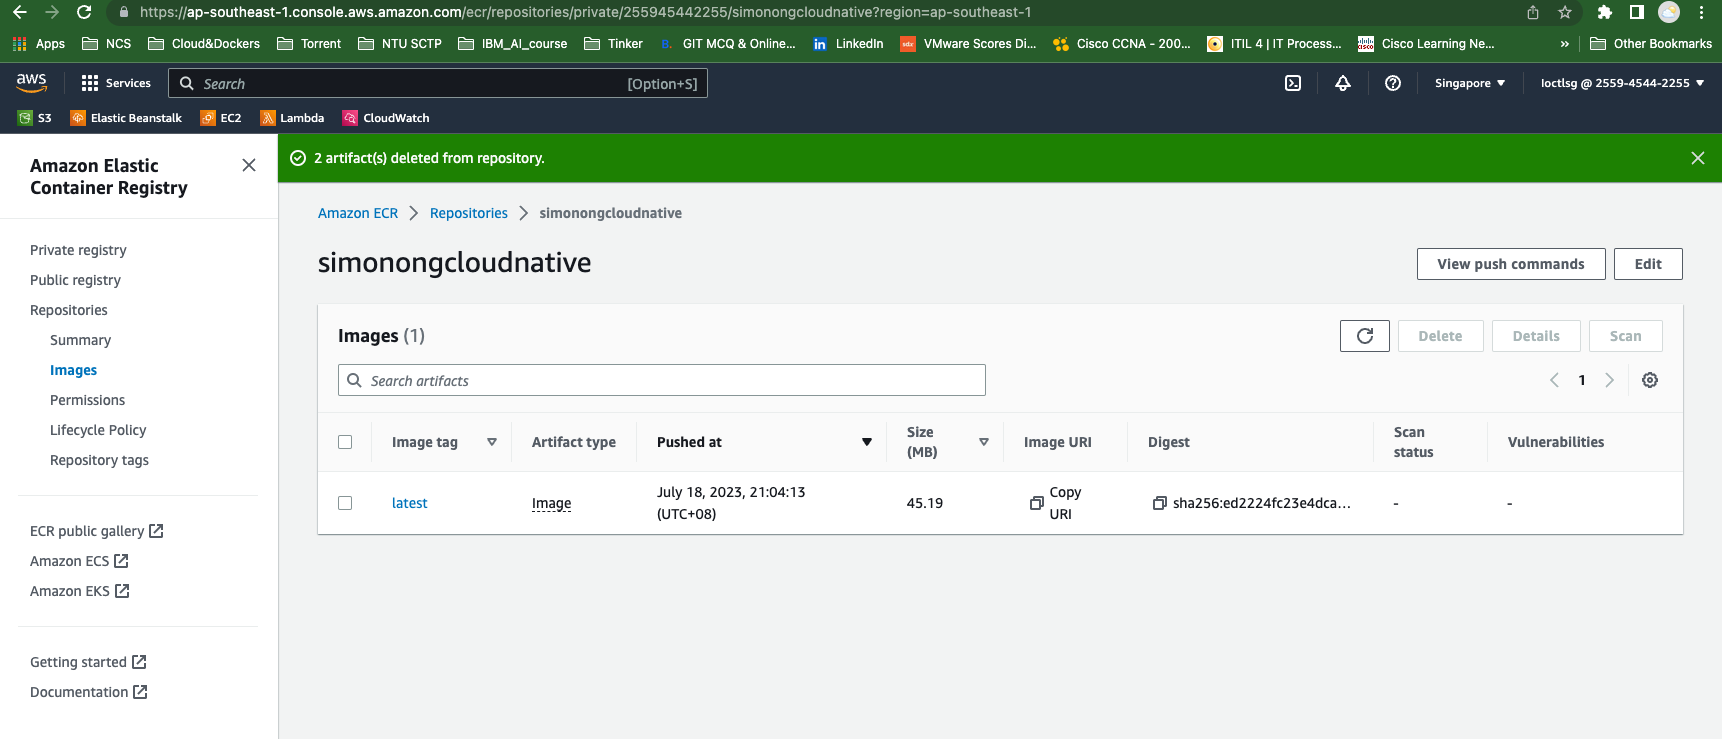 https://ap-southeast-1.console.aws.amazon.com/ecr/repositories/private/255945442255/simonongcloudnative?region=ap-southeast-1
Apps NCS Cloud&Dockers Torrent NTU SCTP IBM_AI_course Tinker B. GIT MCQ & Online... in LinkedIn VMware Scores Di... Cisco CCNA - 200... ITIL 4 | IT Process... Cisco Learning Ne... » Other Bookmarks
aws Services Search [Option+S] Singapore ▼ loctlsg @ 2559-4544-2255 ▼
S3 Elastic Beanstalk EC2 Lambda CloudWatch
Amazon Elastic
Container Registry
Private registry
Public registry
Repositories
Summary
Images
Permissions
Lifecycle Policy
Repository tags
ECR public gallery
Amazon ECS
Amazon EKS
Getting started
Documentation
2 artifact(s) deleted from repository.
Amazon ECR > Repositories > simonongcloudnative
simonongcloudnative
View push commands Edit
Images (1)
Delete Details Scan
Search artifacts
< 1 >
Image tag Artifact type Pushed at Size (MB) Image URI Digest Scan status Vulnerabilities
latest Image July 18, 2023, 21:04:13 (UTC+08) 45.19 Copy URI sha256:ed2224fc23e4dca... - -